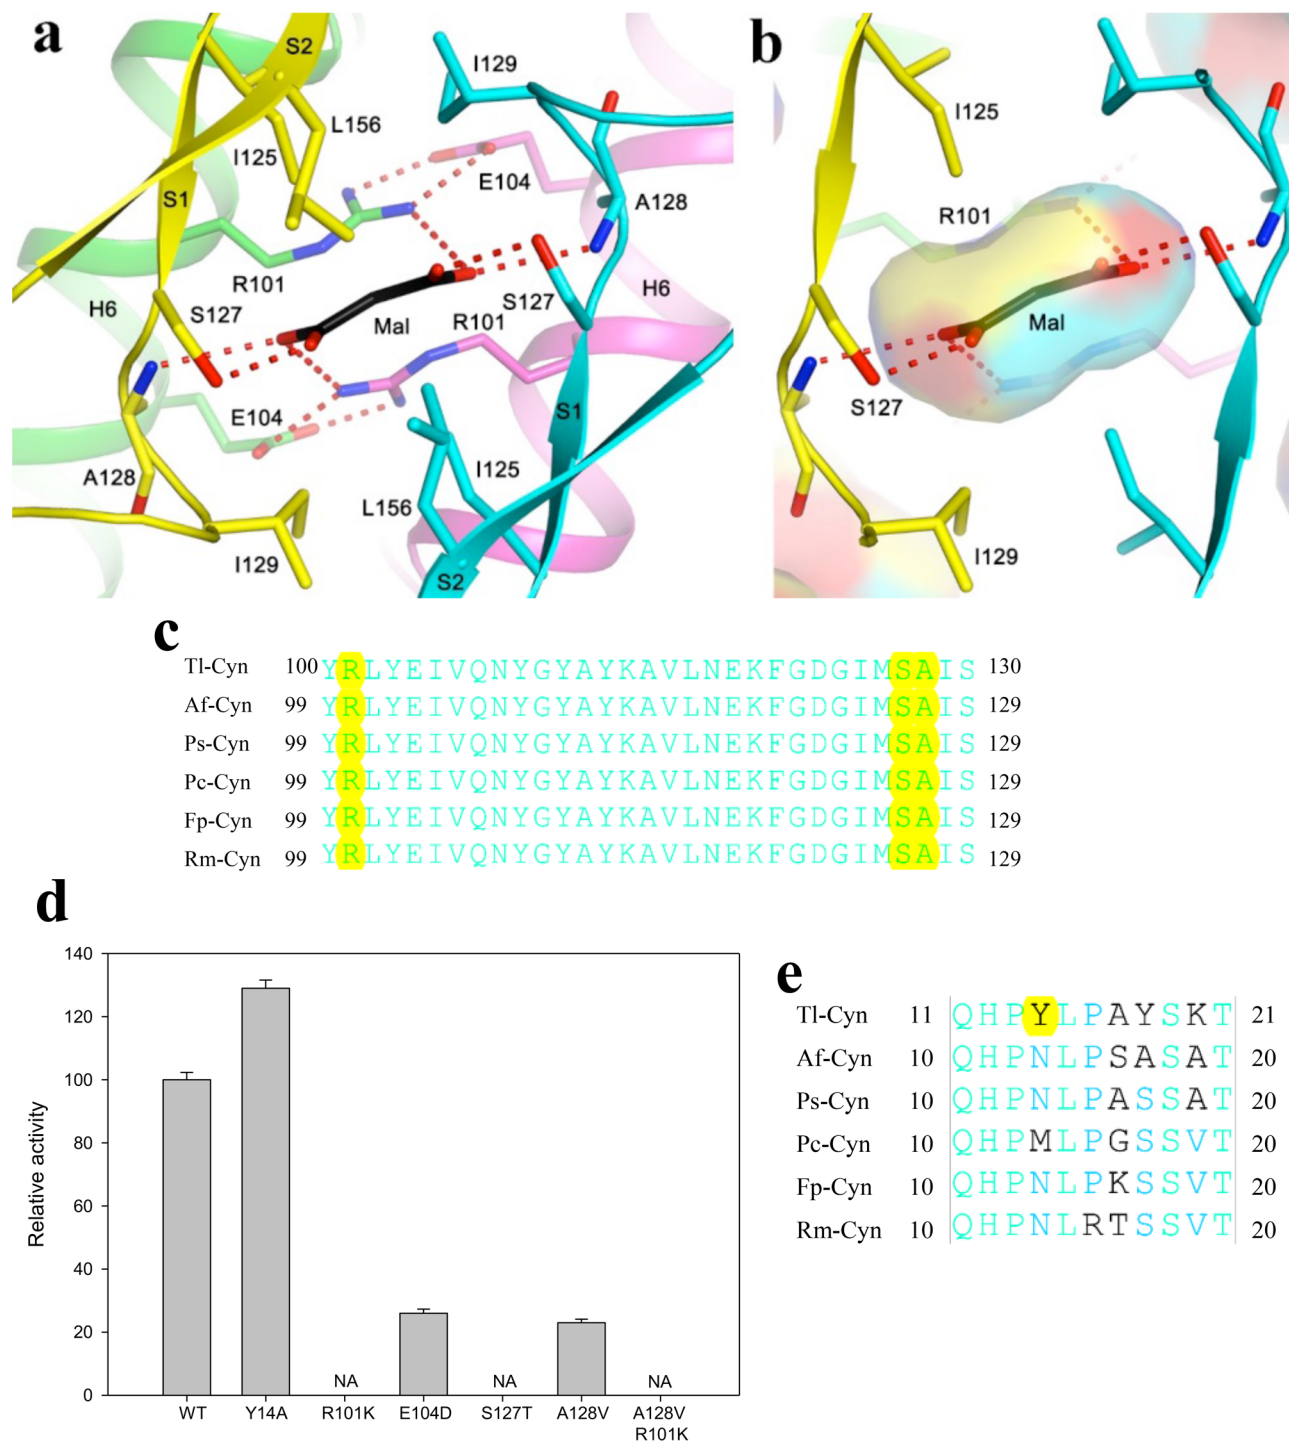 a
S2
I129
L156
I125
E104
S1
A128
R101
H6
S127
S127
H6
Mal
R101
E104
S1
A128
I125
L156
I129
S2
b
I125
R101
Mal
S127
I129
c
Tl-Cyn 100 YRLYEIVQNYGYAYKAVLNEKFGDGIMSAIS 130
Af-Cyn 99 YRLYEIVQNYGYAYKAVLNEKFGDGIMSAIS 129
Ps-Cyn 99 YRLYEIVQNYGYAYKAVLNEKFGDGIMSAIS 129
Pc-Cyn 99 YRLYEIVQNYGYAYKAVLNEKFGDGIMSAIS 129
Fp-Cyn 99 YRLYEIVQNYGYAYKAVLNEKFGDGIMSAIS 129
Rm-Cyn 99 YRLYEIVQNYGYAYKAVLNEKFGDGIMSAIS 129
d
Relative activity
140
120
100
80
60
40
20
0
NA NA NA
WT Y14A R101K E104D S127T A128V A128V
R101K
e
Tl-Cyn 11 QHPYLPAYSKT 21
Af-Cyn 10 QHPNLPSASAT 20
Ps-Cyn 10 QHPNLPASSAT 20
Pc-Cyn 10 QHPMLPGSSVT 20
Fp-Cyn 10 QHPNLPKSSVT 20
Rm-Cyn 10 QHPNLRTSSVT 20